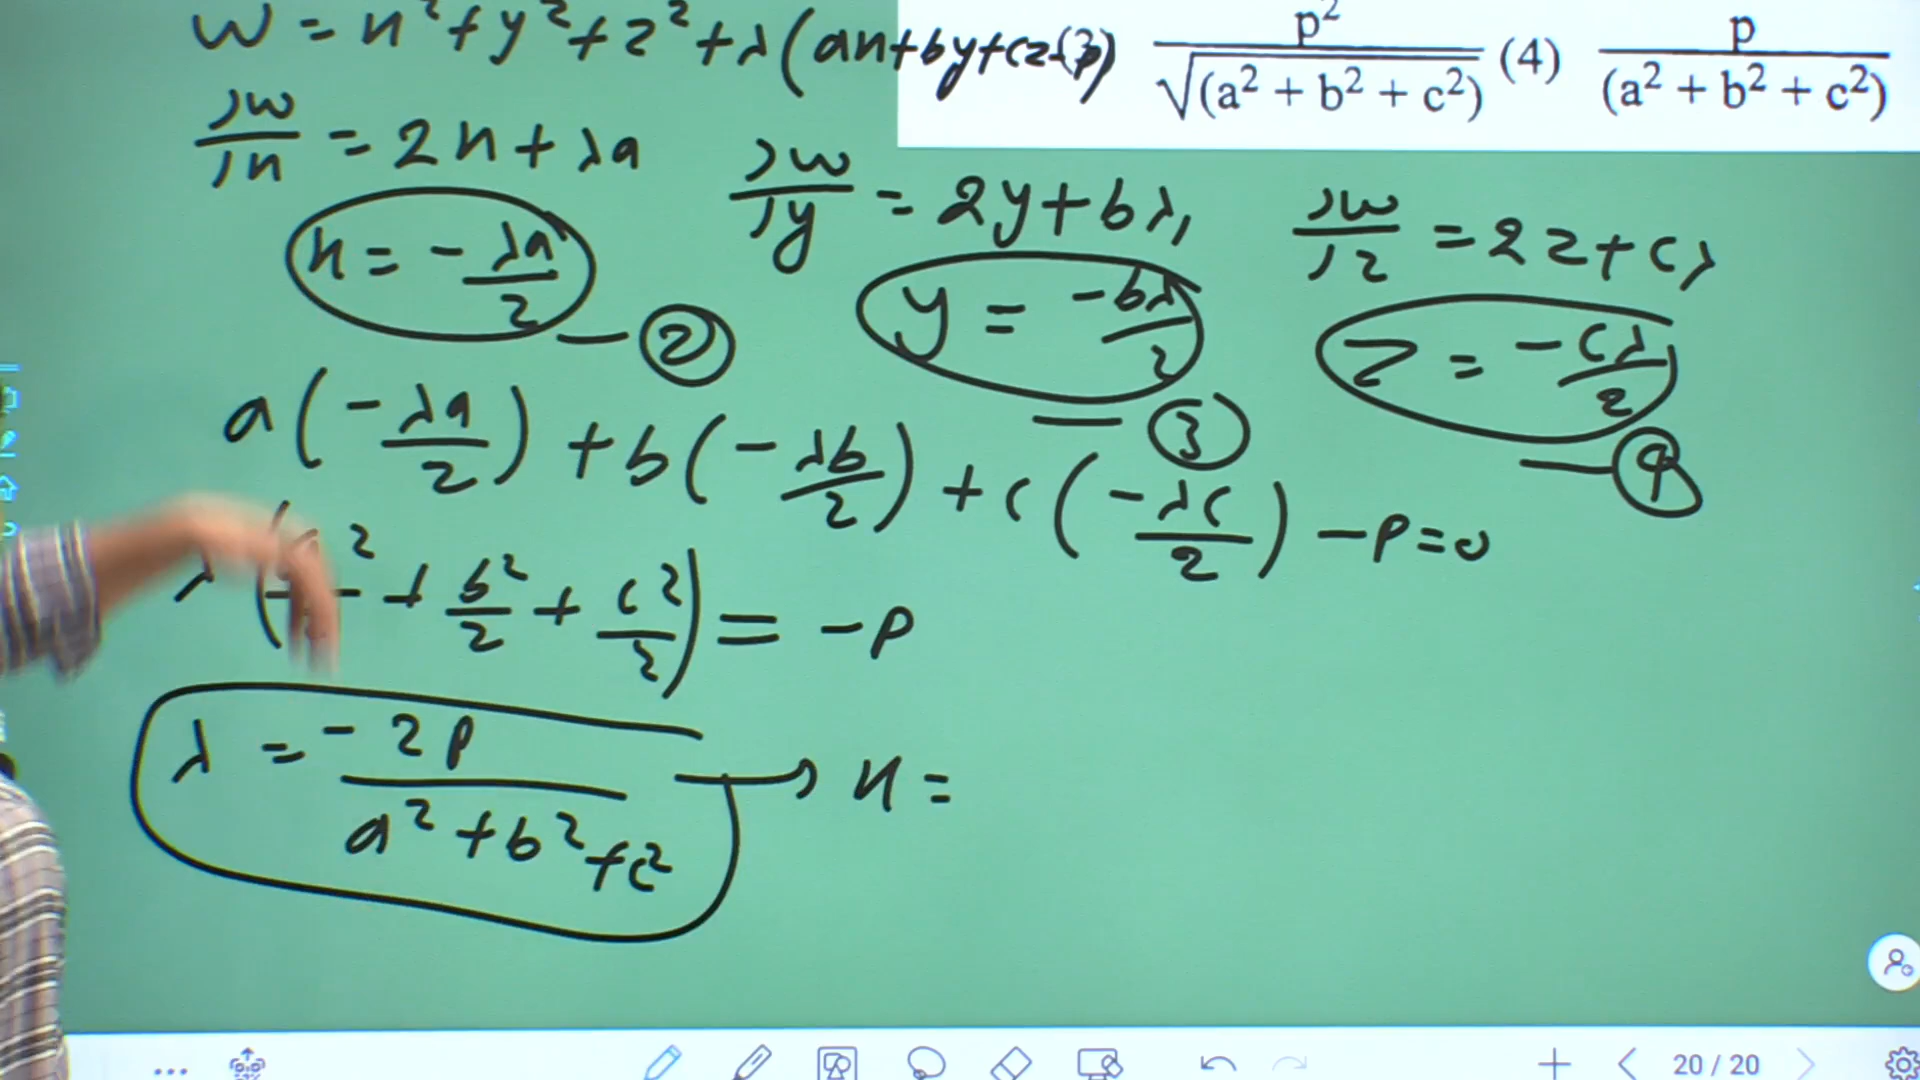 w = x² + y² + z² + λ(ax+by+cz-p)
(3) p² / √(a² + b² + c²) (4) p / (a² + b² + c²)
∂w/∂x = 2x + λa ∂w/∂y = 2y + bλ, ∂w/∂z = 2z + cλ
x = -λa/2 — ② y = -bλ/2 — ③ z = -cλ/2 — ④
a(-λa/2) + b(-λb/2) + c(-λc/2) - p = 0
λ( ² + b²/2 + c²/2) = -p
λ = -2p / a² + b² + c² → x =
20 / 20